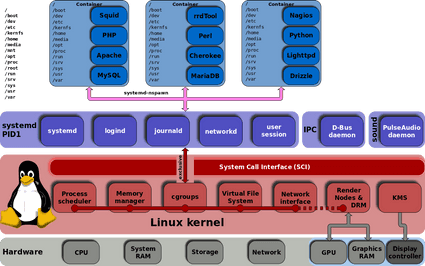 /
/boot
/dev
/etc
/kernfs
/home
/media
/mnt
/opt
/proc
/root
/run
/srv
/sys
/usr
/var
Container
/
/boot
/dev
/etc
/kernfs
/home
/media
/opt
/proc
/run
/srv
/sys
/usr
/var
Squid
PHP
Apache
MySQL
Container
/
/boot
/dev
/etc
/kernfs
/home
/media
/opt
/proc
/run
/srv
/sys
/usr
/var
rrdTool
Perl
Cherokee
MariaDB
Container
/
/boot
/dev
/etc
/kernfs
/home
/media
/opt
/proc
/run
/srv
/sys
/usr
/var
Nagios
Python
Lighttpd
Drizzle
systemd-nspawn
systemd
PID1
systemd
logind
journald
networkd
user
session
IPC
D-Bus
daemon
sound
PulseAudio
daemon
exclusive
System Call Interface (SCI)
Process
scheduler
Memory
manager
cgroups
Virtual File
System
Network
interface
Render
Nodes &
DRM
KMS
Linux kernel
Hardware
CPU
System
RAM
Storage
Network
GPU
Graphics
RAM
Display
controller